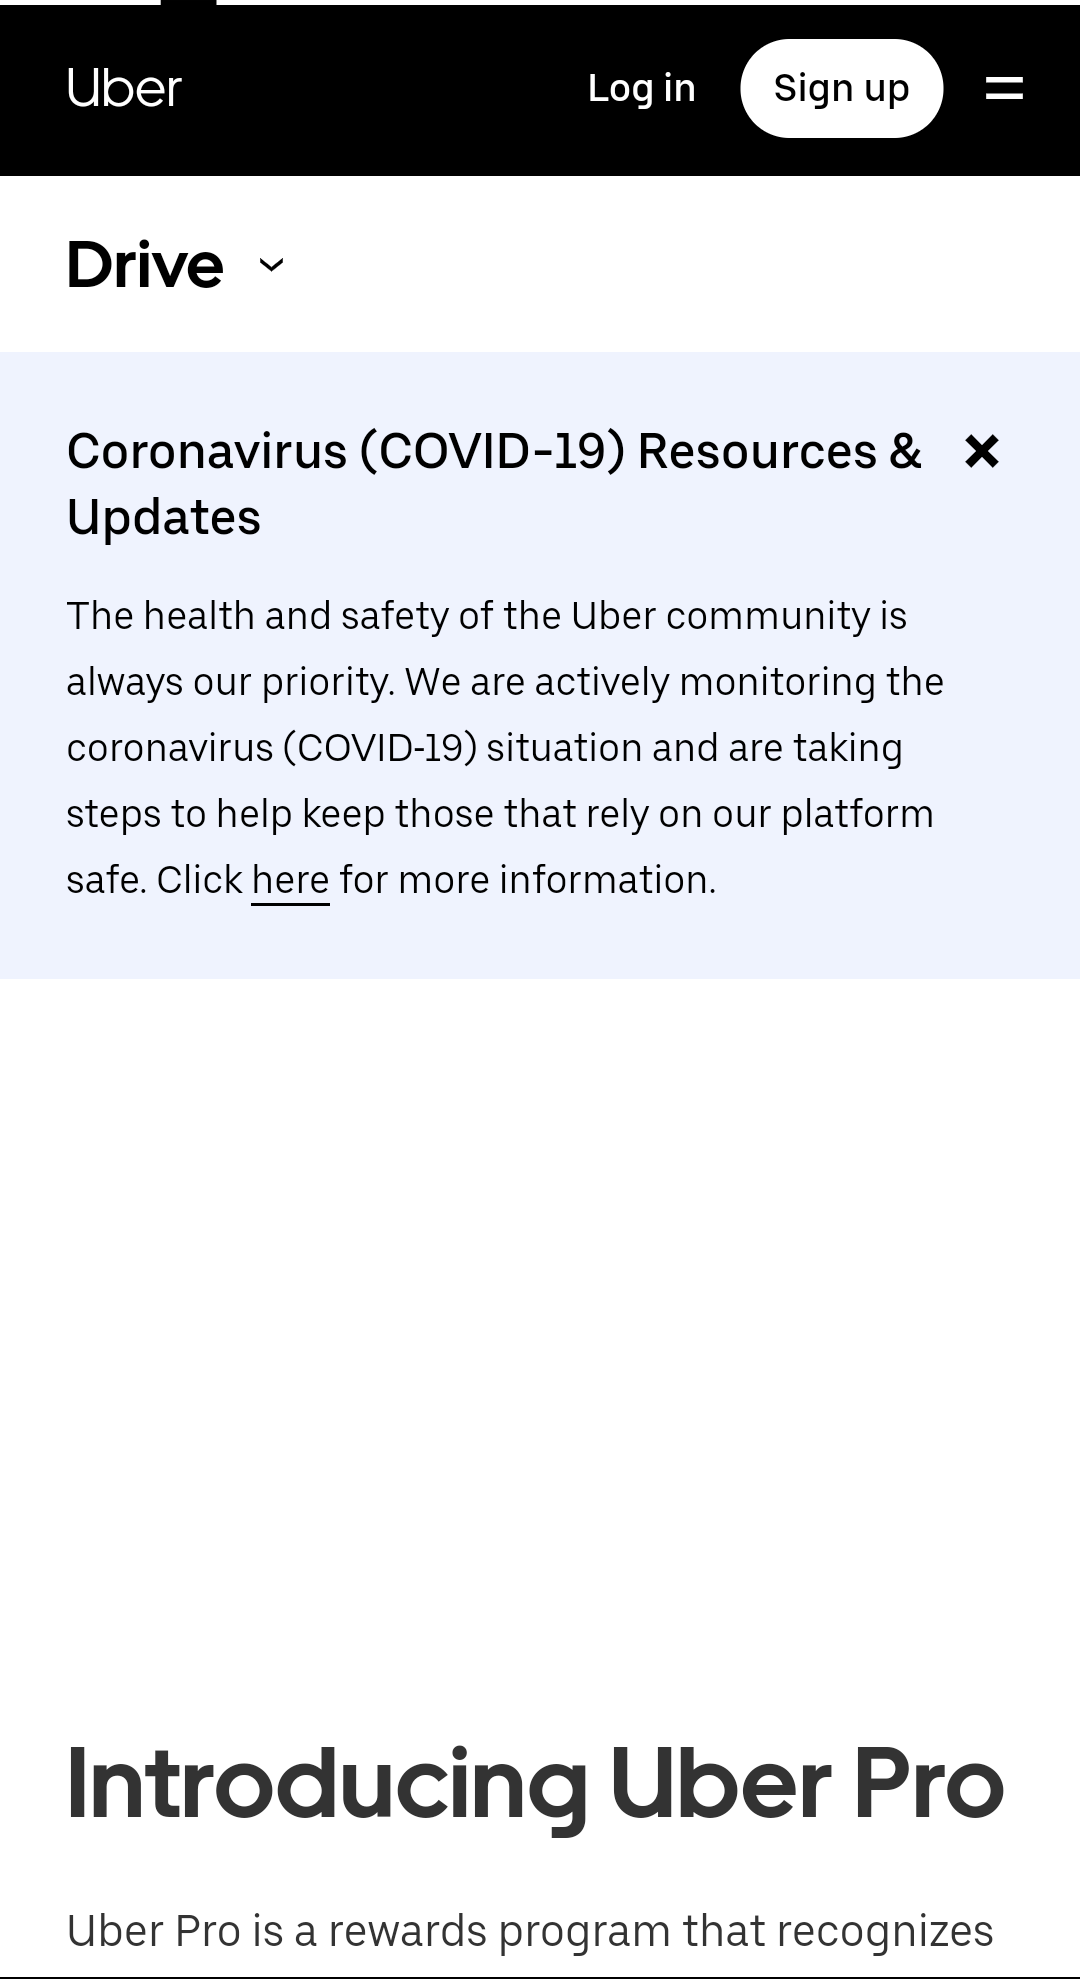 Uber
Log in
Sign up
Drive
Coronavirus (COVID-19) Resources &
Updates
The health and safety of the Uber community is
always our priority. We are actively monitoring the
coronavirus (COVID-19) situation and are taking
steps to help keep those that rely on our platform
safe. Click here for more information.
Introducing Uber Pro
Uber Pro is a rewards program that recognizes